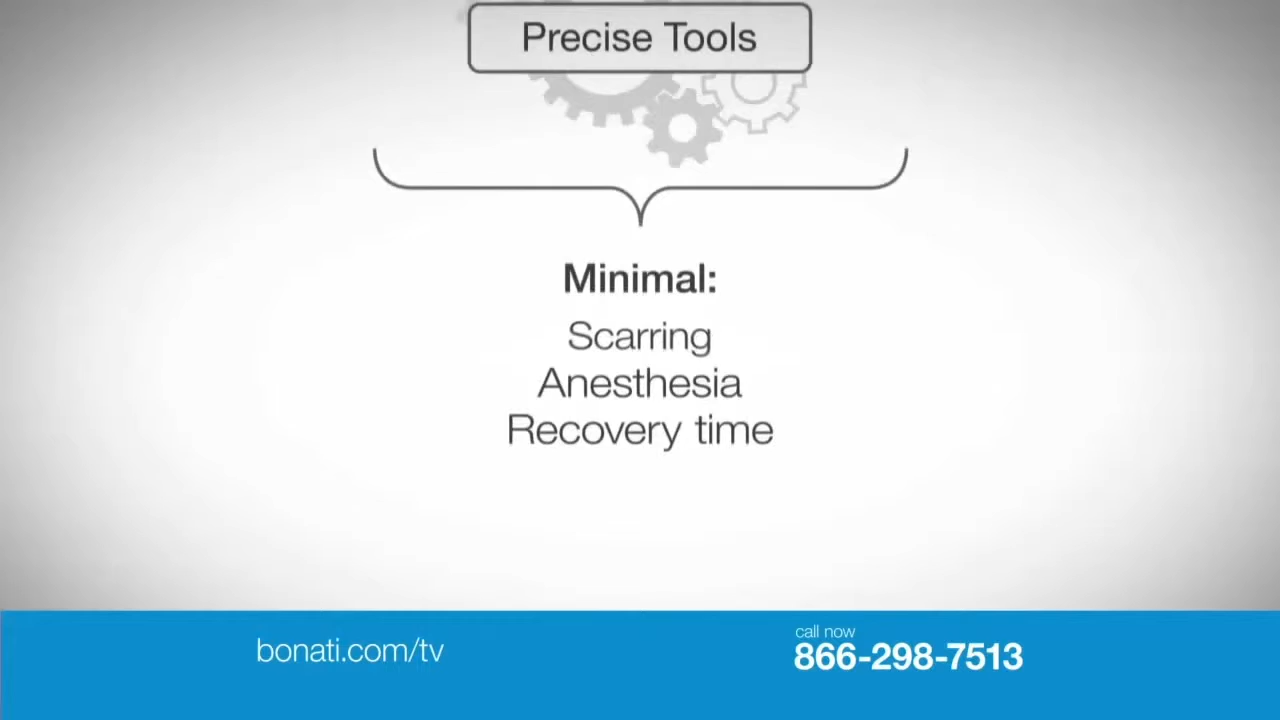 Precise Tools
Minimal:
Scarring
Anesthesia
Recovery time
bonati.com/tv
call now
866-298-7513